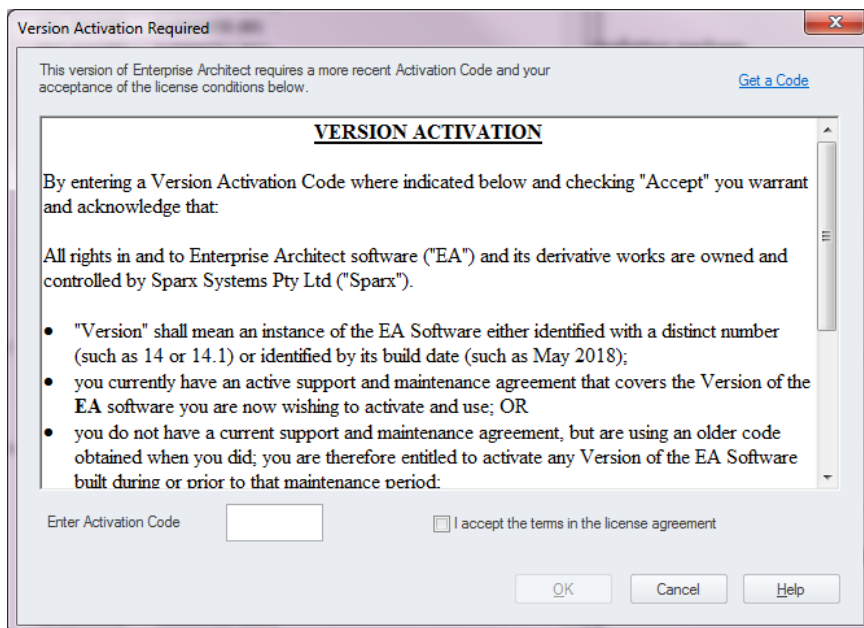 Version Activation Required
This version of Enterprise Architect requires a more recent Activation Code and your
acceptance of the license conditions below.
Get a Code
VERSION ACTIVATION
By entering a Version Activation Code where indicated below and checking "Accept" you warrant
and acknowledge that:
All rights in and to Enterprise Architect software ("EA") and its derivative works are owned and
controlled by Sparx Systems Pty Ltd ("Sparx").
● "Version" shall mean an instance of the EA Software either identified with a distinct number
(such as 14 or 14.1) or identified by its build date (such as May 2018);
● you currently have an active support and maintenance agreement that covers the Version of the
EA software you are now wishing to activate and use; OR
● you do not have a current support and maintenance agreement, but are using an older code
obtained when you did; you are therefore entitled to activate any Version of the EA Software
built during or prior to that maintenance period;
Enter Activation Code
I accept the terms in the license agreement
OK
Cancel
Help